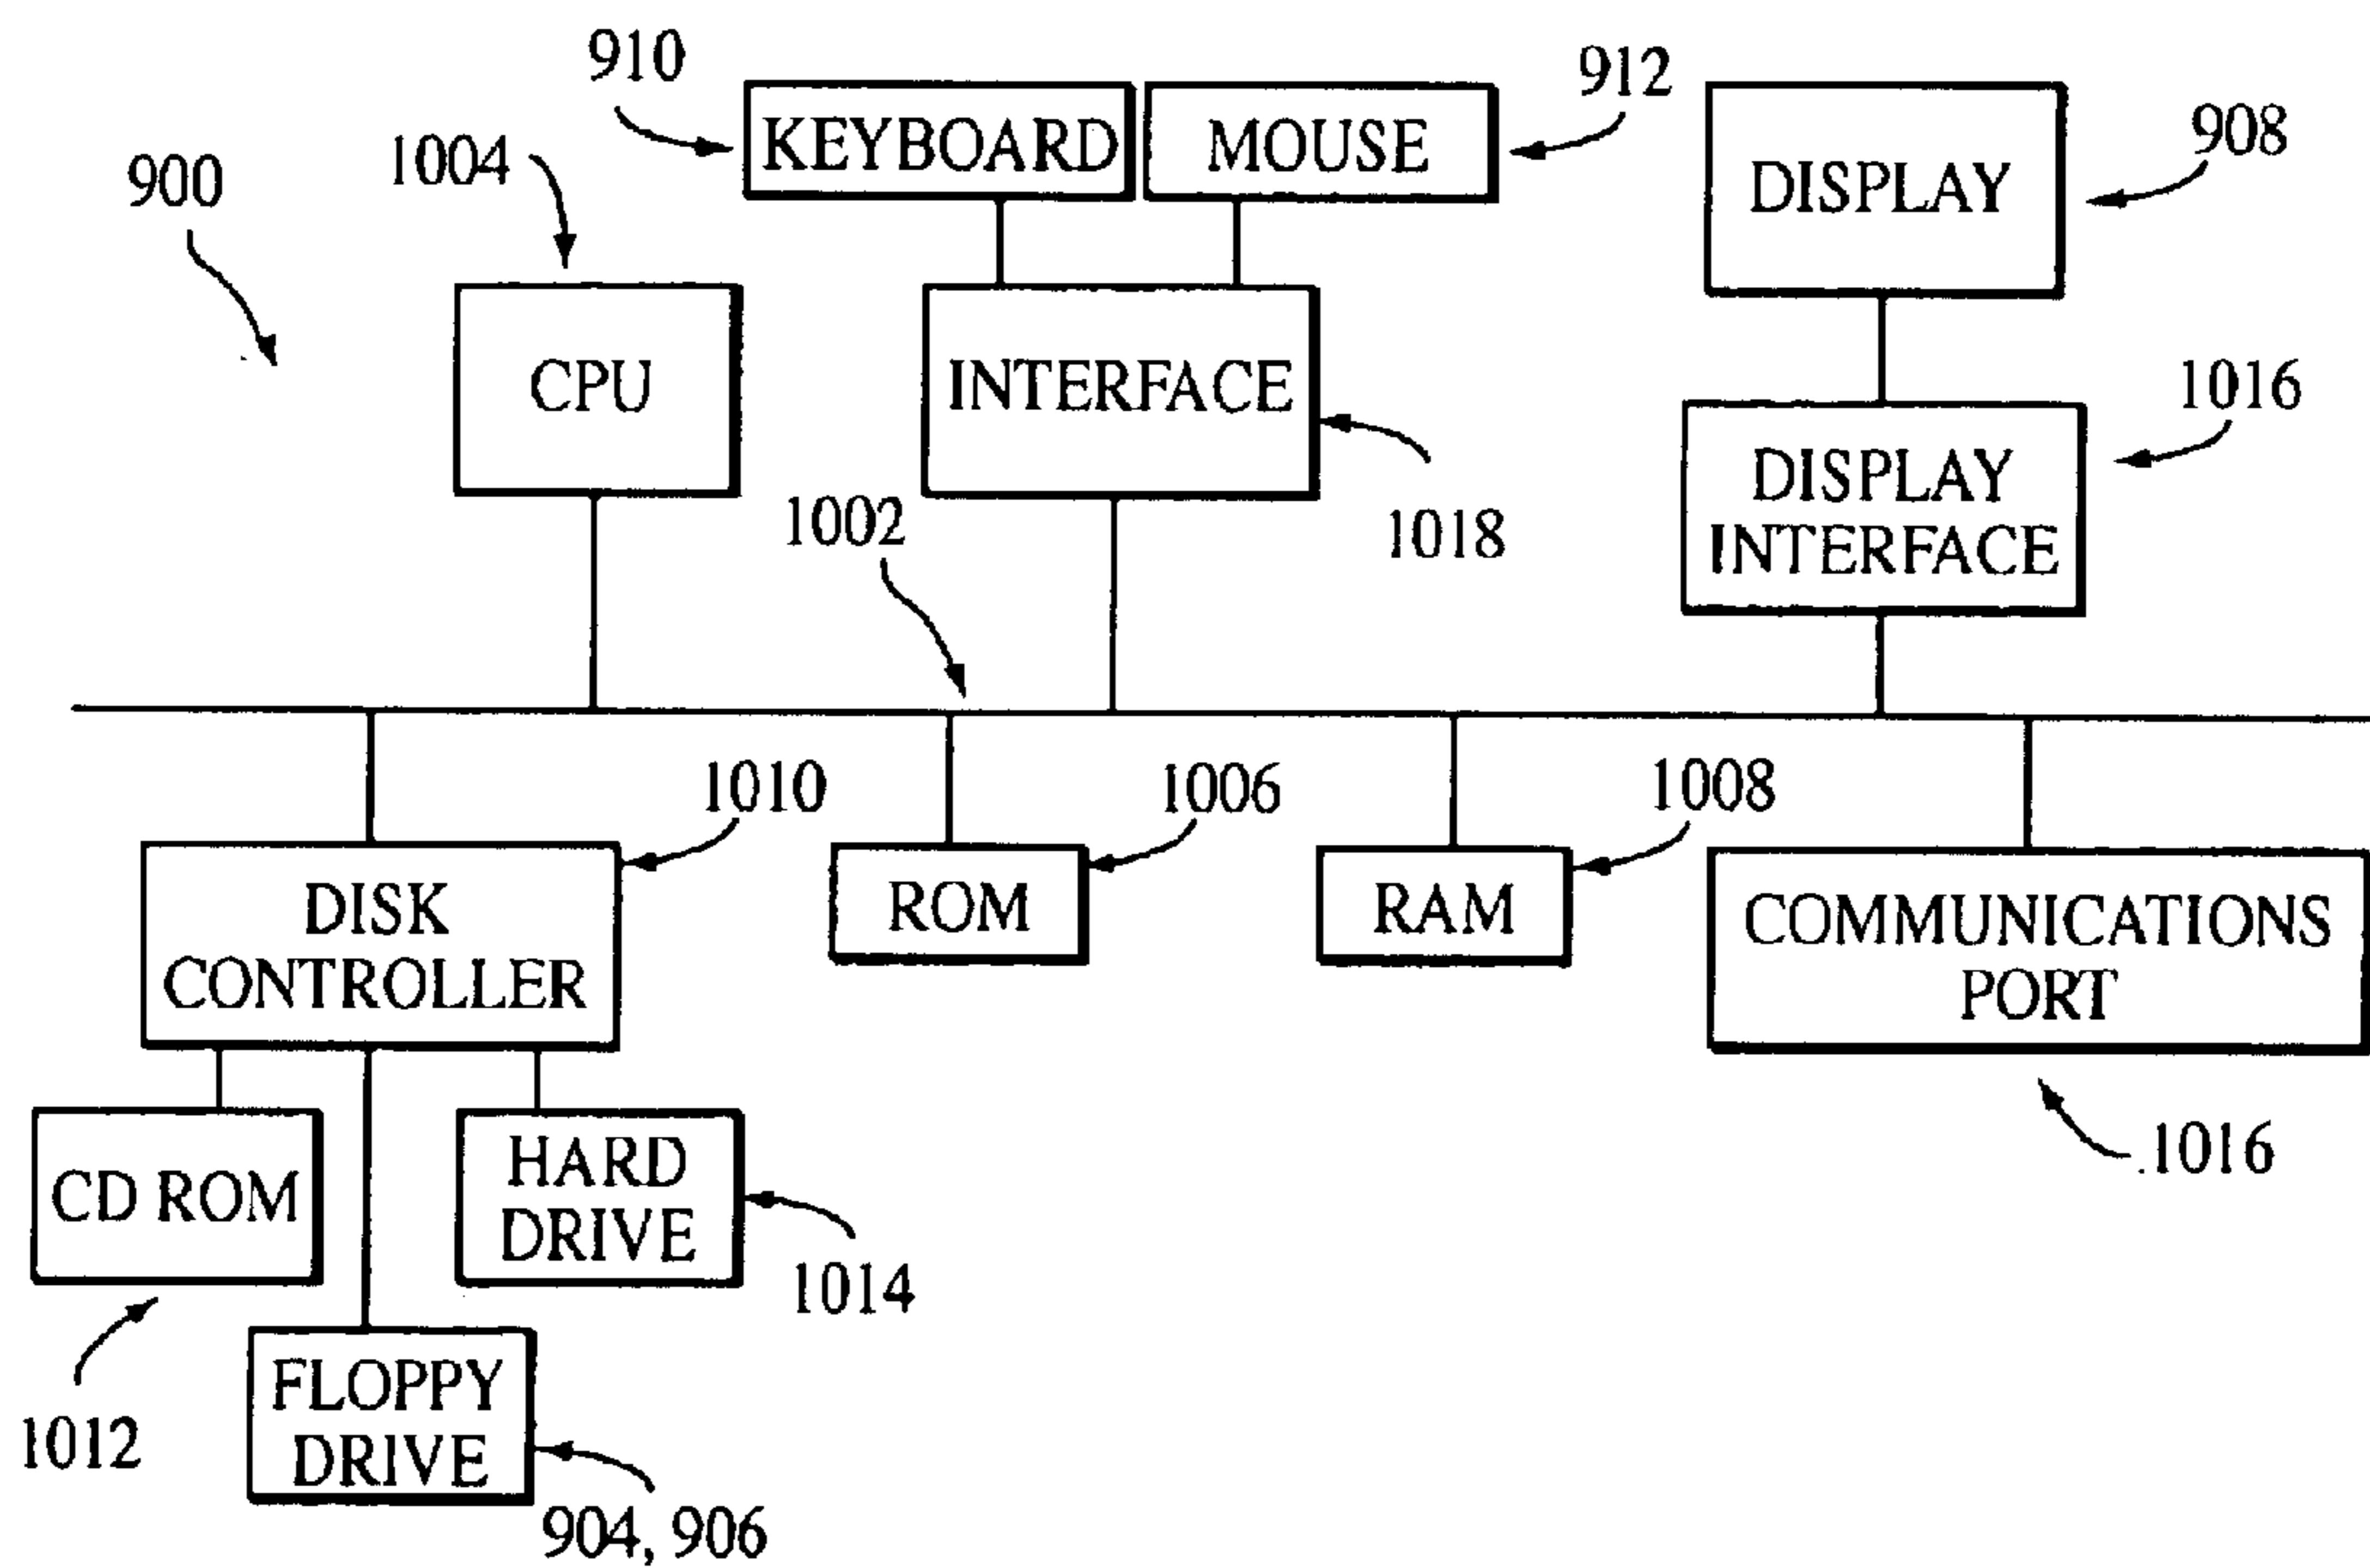 910
KEYBOARD
MOUSE
912
908
900
1004
DISPLAY
CPU
INTERFACE
1016
DISPLAY
INTERFACE
1002
1018
1010
1006
1008
DISK
CONTROLLER
ROM
RAM
COMMUNICATIONS
PORT
CD ROM
HARD
DRIVE
.1016
1014
FLOPPY
DRIVE
1012
904, 906